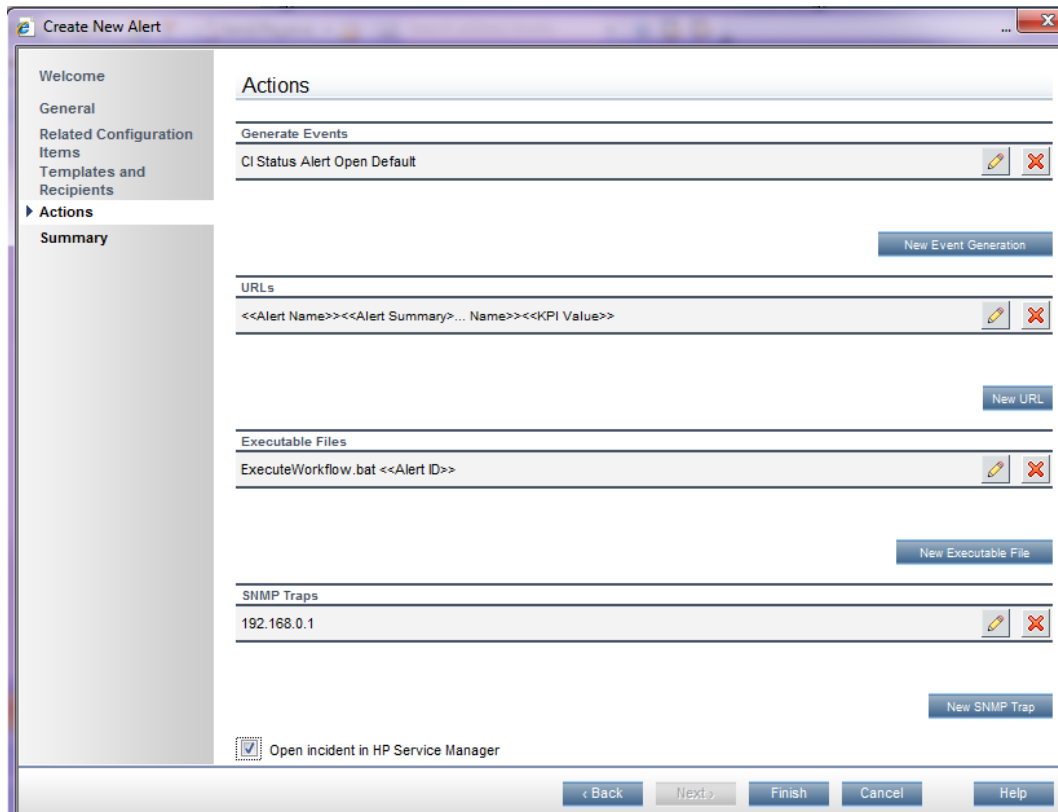 Create New Alert
...
Welcome
General
Related Configuration
Items
Templates and
Recipients
Actions
Summary
Actions
Generate Events
CI Status Alert Open Default
New Event Generation
URLs
<<Alert Name>><<Alert Summary>... Name>><<KPI Value>>
New URL
Executable Files
ExecuteWorkflow.bat <<Alert ID>>
New Executable File
SNMP Traps
192.168.0.1
New SNMP Trap
Open incident in HP Service Manager
‹ Back
Next ›
Finish
Cancel
Help